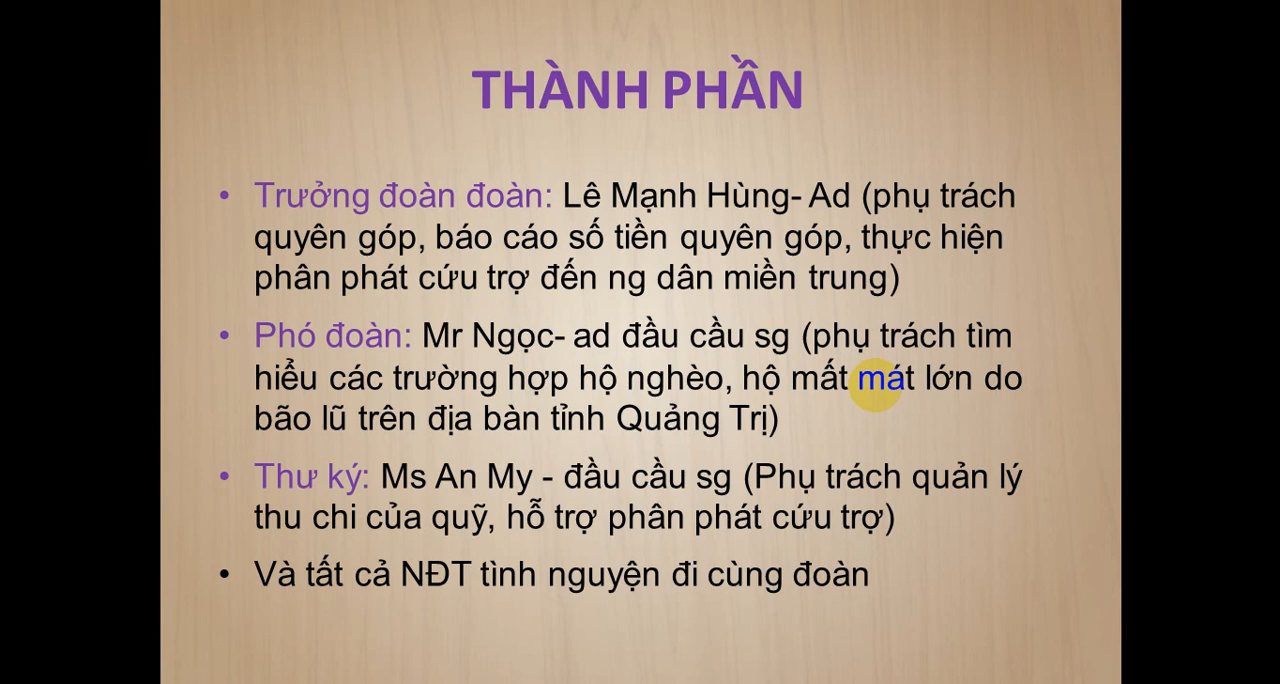 THÀNH PHẦN
• Trưởng đoàn đoàn: Lê Mạnh Hùng- Ad (phụ trách
quyên góp, báo cáo số tiền quyên góp, thực hiện
phân phát cứu trợ đến ng dân miền trung)
• Phó đoàn: Mr Ngọc- ad đầu cầu sg (phụ trách tìm
hiểu các trường hợp hộ nghèo, hộ mất mát lớn do
bão lũ trên địa bàn tỉnh Quảng Trị)
• Thư ký: Ms An My - đầu cầu sg (Phụ trách quản lý
thu chi của quỹ, hỗ trợ phân phát cứu trợ)
• Và tất cả NĐT tình nguyện đi cùng đoàn